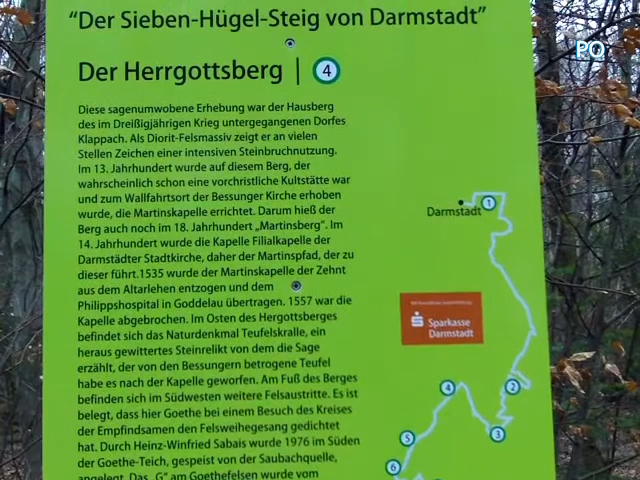 "Der Sieben-Hügel-Steig von Darmstadt"
Der Herrgottsberg | 4
Diese sagenumwobene Erhebung war der Hausberg
des im Dreißigjährigen Krieg untergegangenen Dorfes
Klappach. Als Diorit-Felsmassiv zeigt er an vielen
Stellen Zeichen einer intensiven Steinbruchnutzung.
Im 13. Jahrhundert wurde auf diesem Berg, der
wahrscheinlich schon eine vorchristliche Kultstätte war
und zum Wallfahrtsort der Bessunger Kirche erhoben
wurde, die Martinskapelle errichtet. Darum hieß der
Berg auch noch im 18. Jahrhundert „Martinsberg". Im
14. Jahrhundert wurde die Kapelle Filialkapelle der
Darmstädter Stadtkirche, daher der Martinspfad, der zu
dieser führt.1535 wurde der Martinskapelle der Zehnt
aus dem Altarlehen entzogen und dem
Philippshospital in Goddelau übertragen. 1557 war die
Kapelle abgebrochen. Im Osten des Hergottsberges
befindet sich das Naturdenkmal Teufelskralle, ein
heraus gewittertes Steinrelikt von dem die Sage
erzählt, der von den Bessungern betrogene Teufel
habe es nach der Kapelle geworfen. Am Fuß des Berges
befinden sich im Südwesten weitere Felsaustritte. Es ist
belegt, dass hier Goethe bei einem Besuch des Kreises
der Empfindsamen den Felsweihegesang gedichtet
hat. Durch Heinz-Winfried Sabais wurde 1976 im Süden
der Goethe-Teich, gespeist von der Saubachquelle,
angelegt. Das „G" am Goethefelsen wurde vom
PO
Darmstadt
1
Sparkasse
Darmstadt
2
3
4
5
6